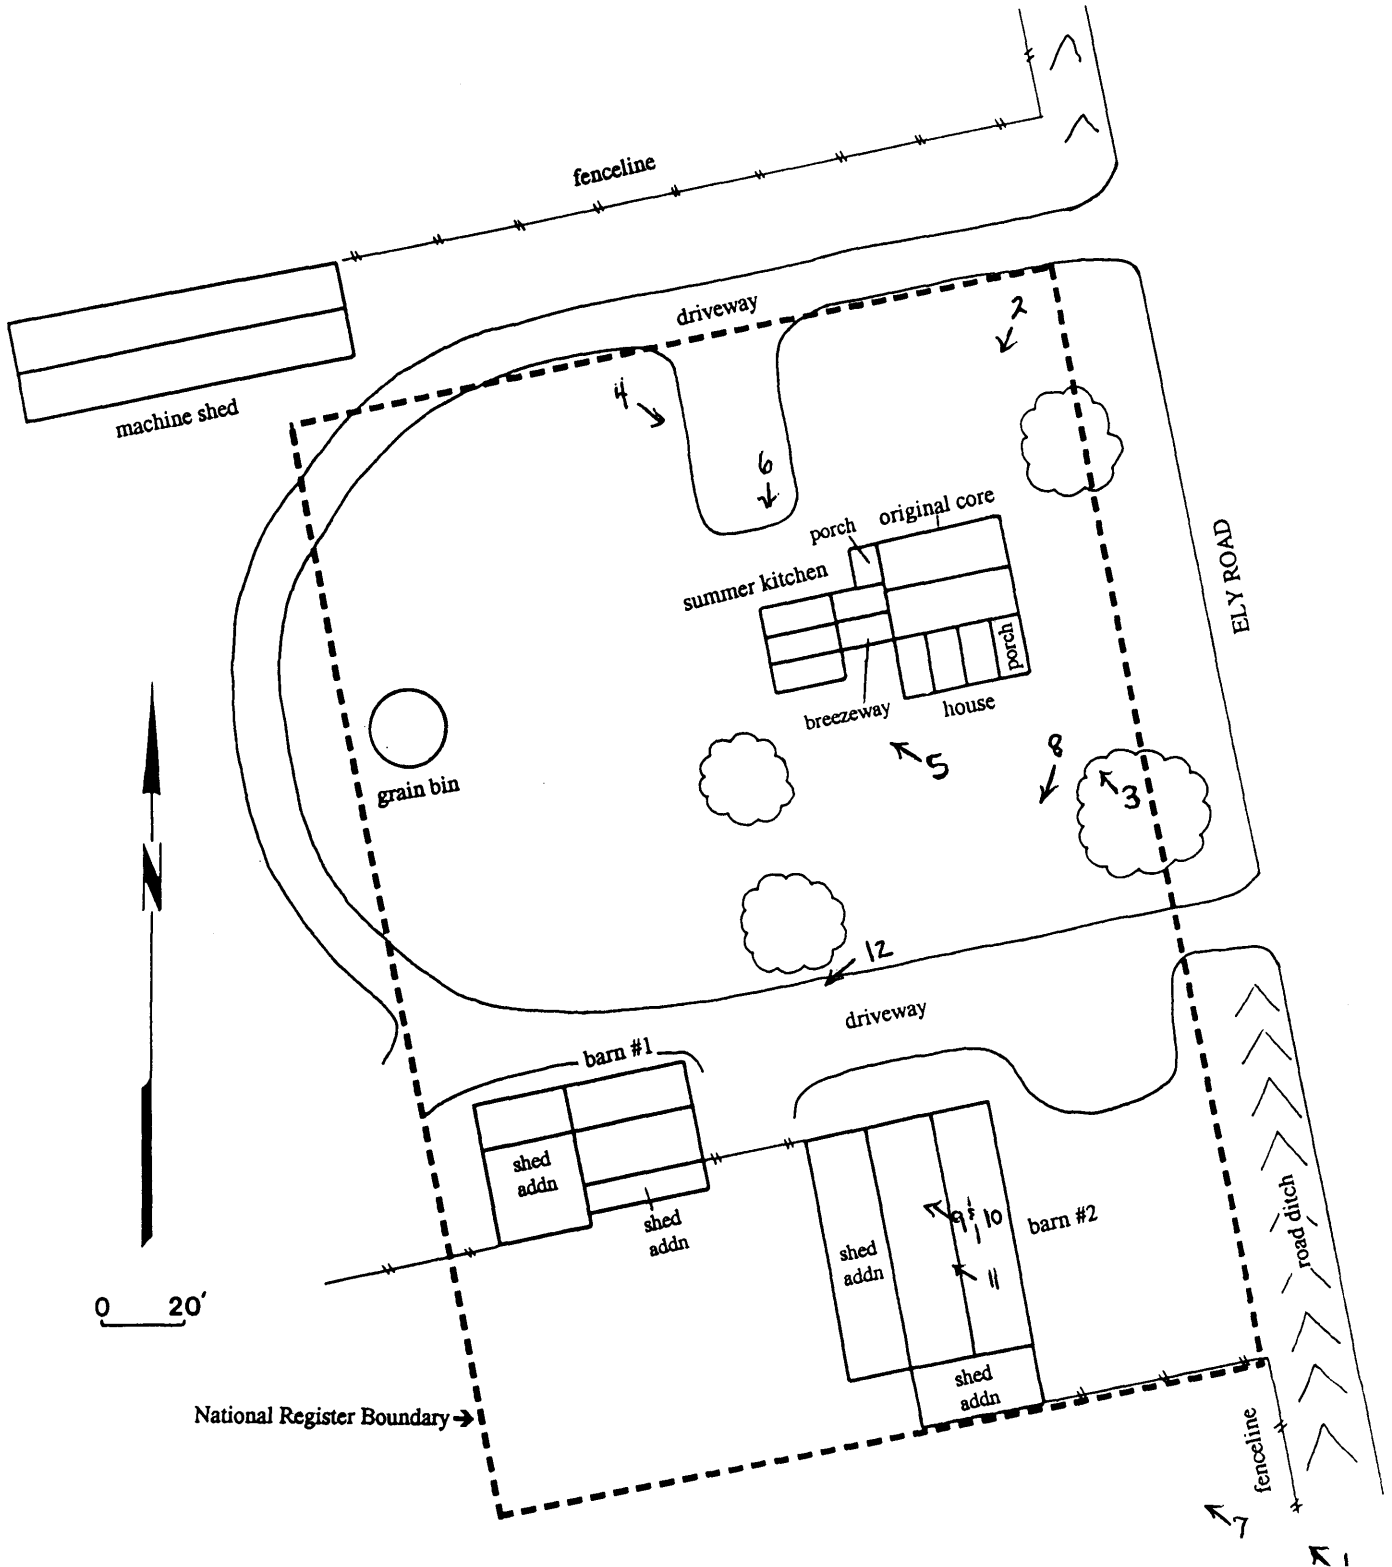 fenceline
driveway
2
machine shed
4
6
original core
porch
summer kitchen
ELY ROAD
porch
breezeway
house
grain bin
5
8
3
N
12
driveway
barn #1
shed
addn
shed
addn
9 & 10
11
barn #2
shed
addn
road ditch
0 20'
shed
addn
National Register Boundary
fenceline
7
1